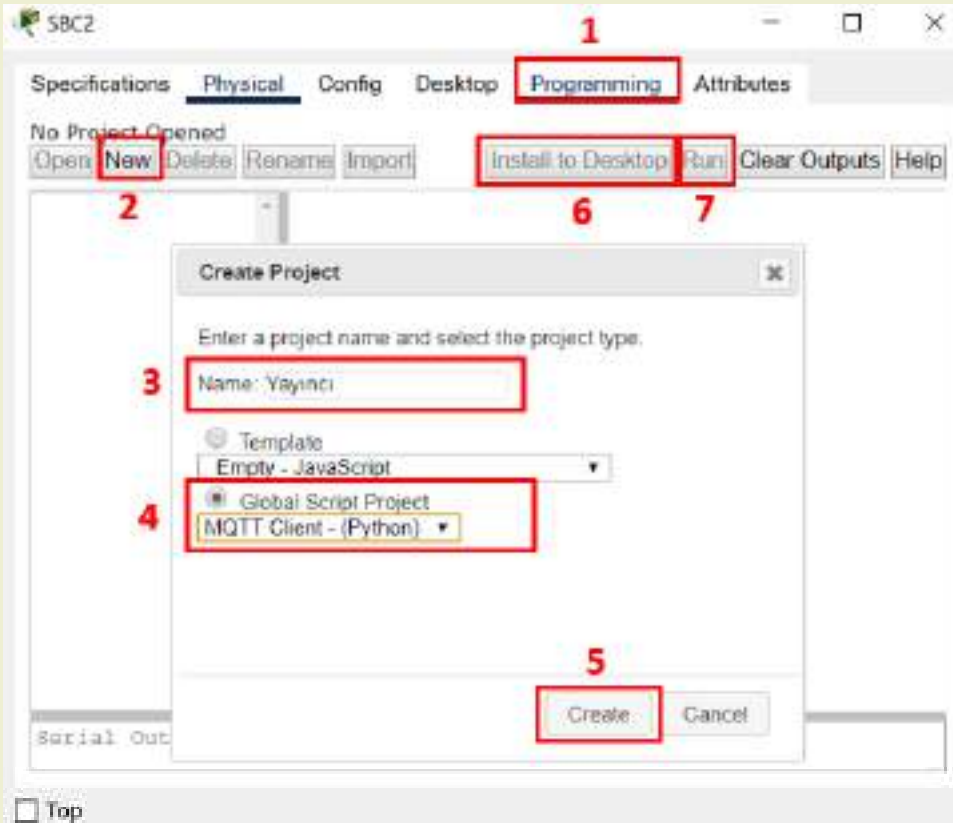 SBC2
1
Specifications Physical Config Desktop Programming Attributes
No Project Opened
Open New Delete Rename Import Install to Desktop Run Clear Outputs Help
2 6 7
Create Project
Enter a project name and select the project type.
3 Name: Yayıncı
Template
Empty - JavaScript
4 Global Script Project
MQTT Client - (Python)
5
Create Cancel
Serial Out
Top